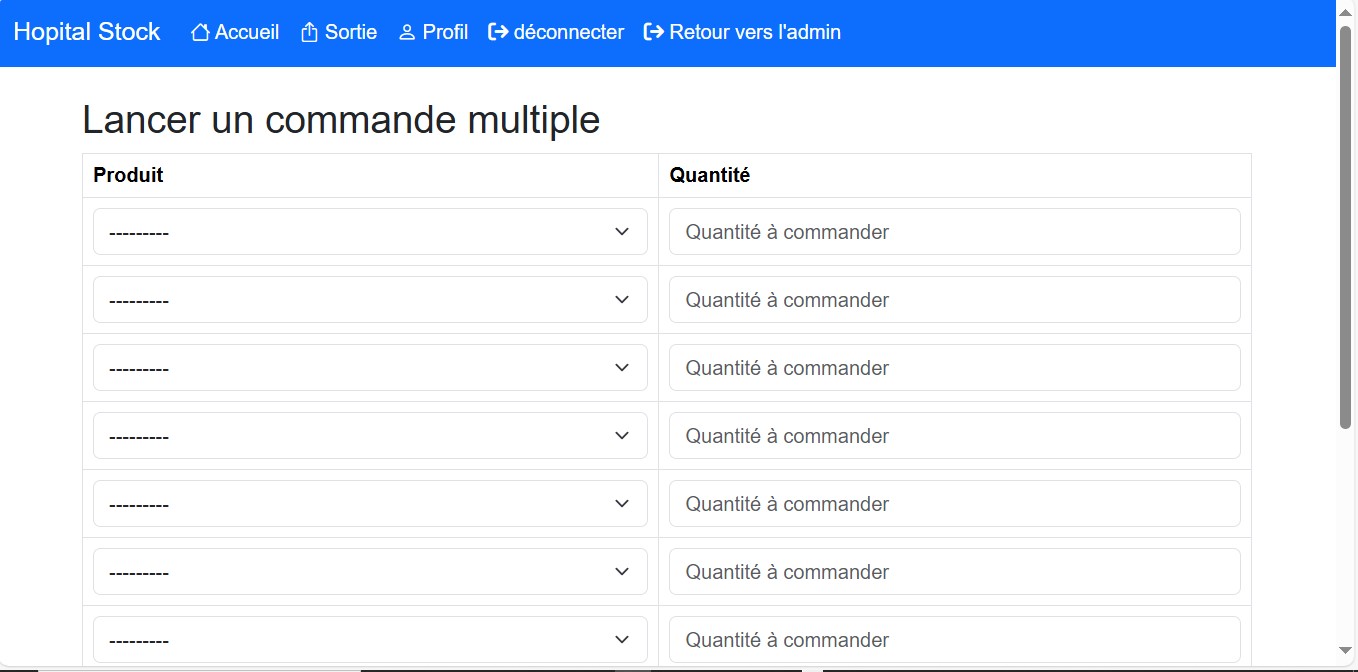 Hopital Stock Accueil Sortie Profil déconnecter Retour vers l'admin
Lancer un commande multiple
Produit Quantité
--------- Quantité à commander
--------- Quantité à commander
--------- Quantité à commander
--------- Quantité à commander
--------- Quantité à commander
--------- Quantité à commander
--------- Quantité à commander